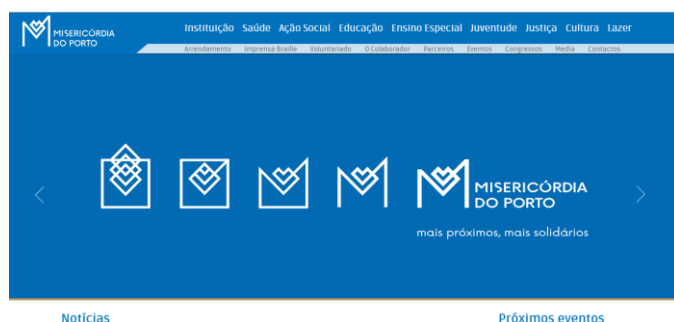 MISERICÓRDIA
DO PORTO
Instituição Saúde Ação Social Educação Ensino Especial Juventude Justiça Cultura Lazer
Arrendamento Imprensa Braille Voluntariado O Colaborador Parceiros Eventos Congressos Media Contactos
MISERICÓRDIA
DO PORTO
mais próximos, mais solidários
Notícias Próximos eventos